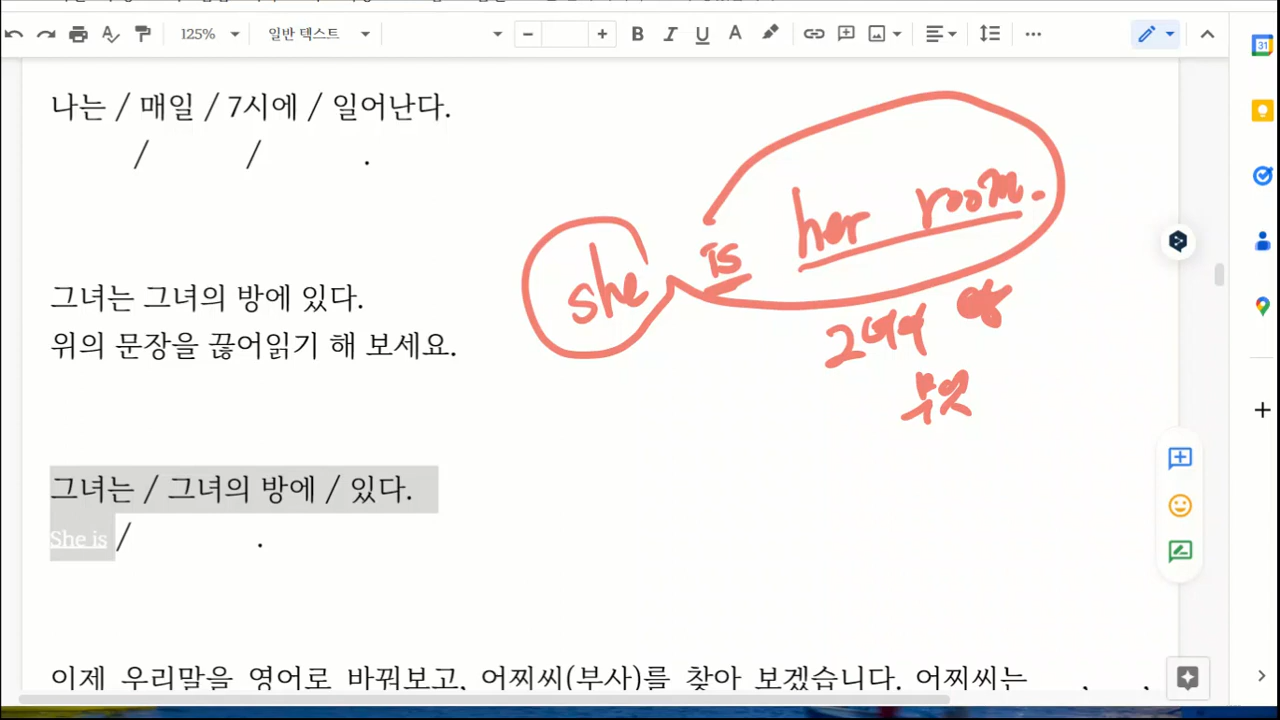 125% 일반 텍스트 B I U A
31
나는 / 매일 / 7시에 / 일어난다.
/ / .
she is her room.
그녀는 그녀의 방에 있다.
위의 문장을 끊어읽기 해 보세요.
무엇
그녀는 / 그녀의 방에 / 있다.
She is / .
이제 우리말을 영어로 바꿔보고, 어찌씨(부사)를 찾아 보겠습니다. 어찌씨는 , ,